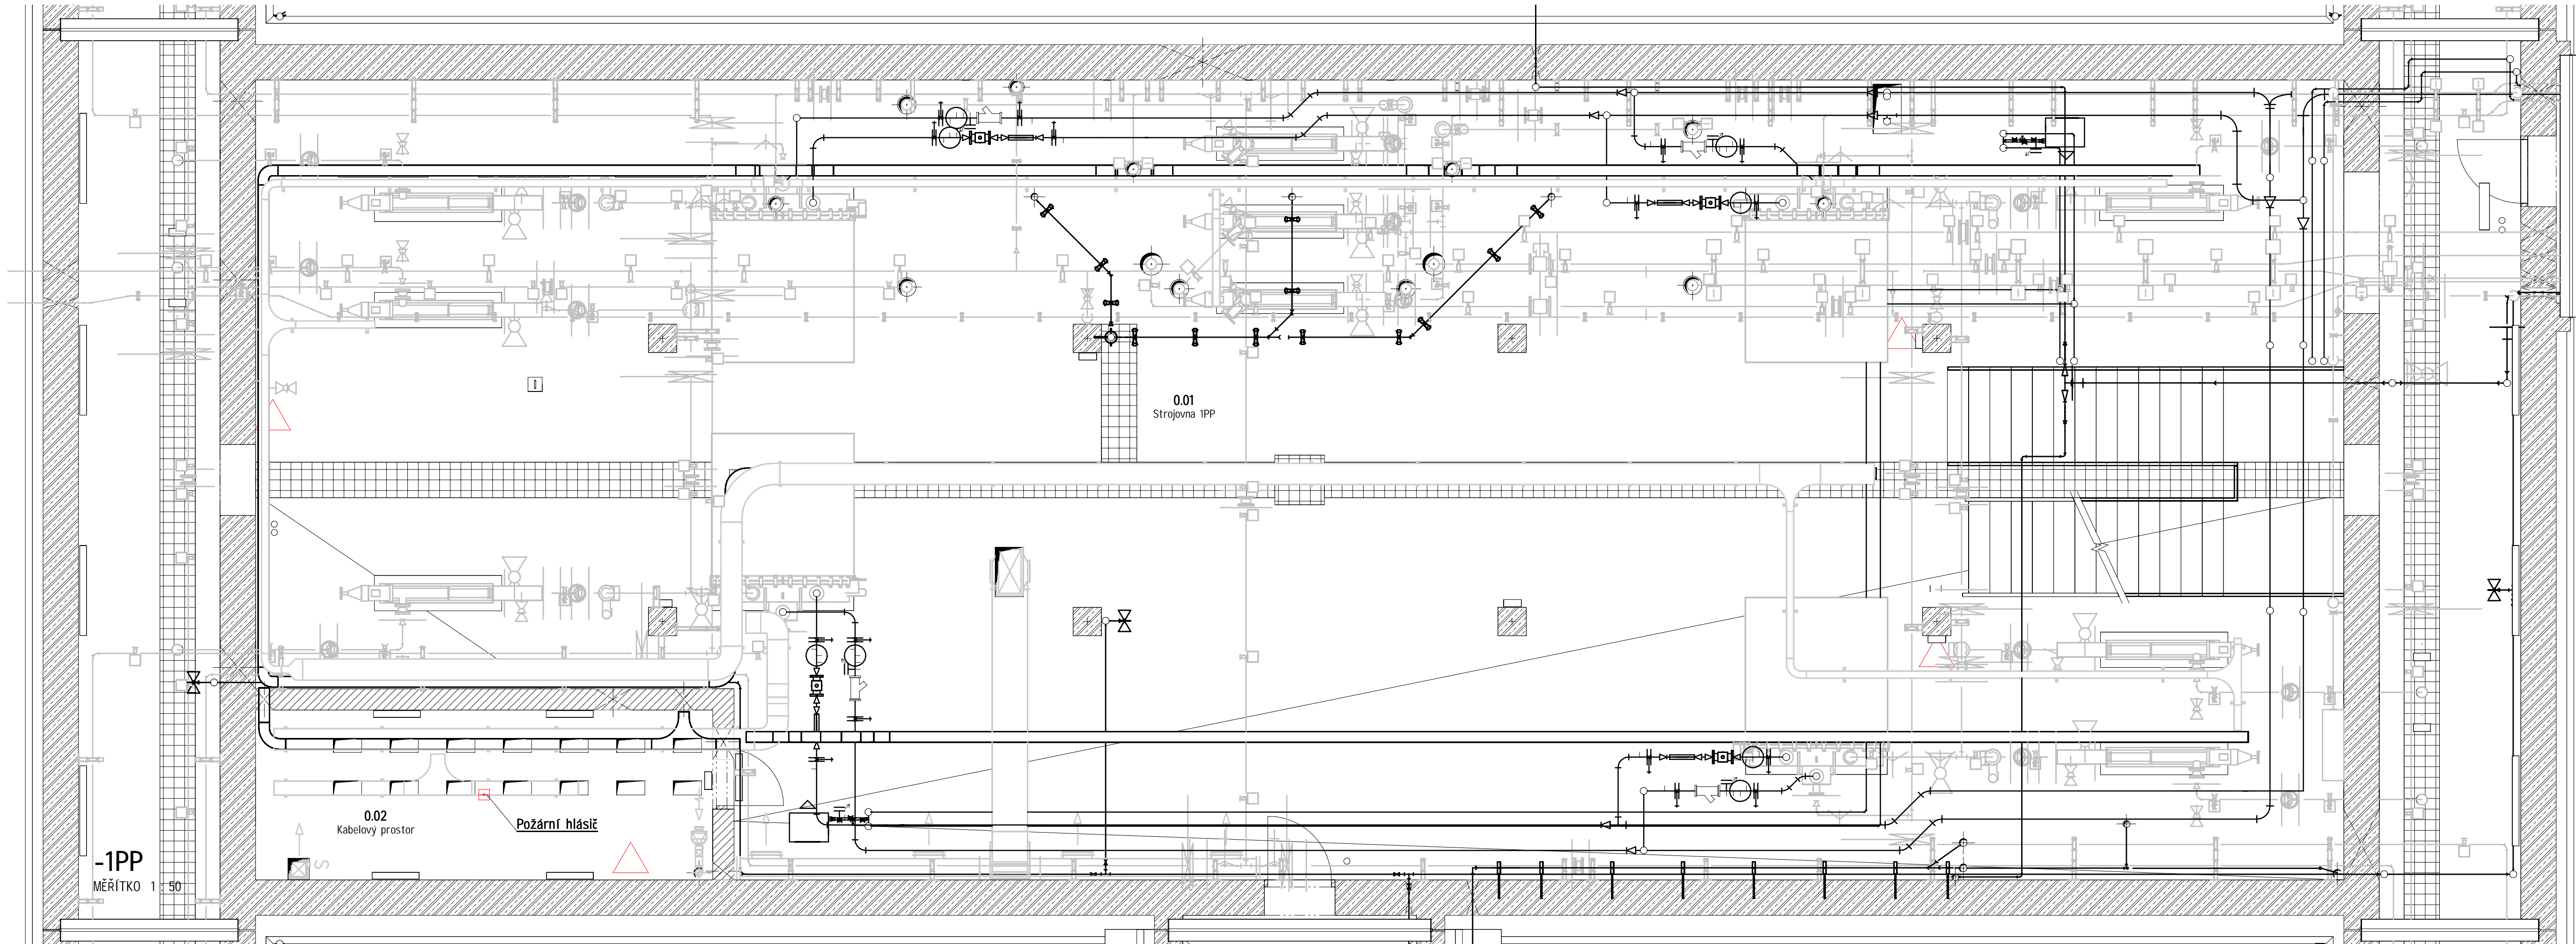 0.01
Strojovna 1PP
0.02
Kabelový prostor
Požární hlásič
S
-1PP
MĚŘÍTKO 1 : 50